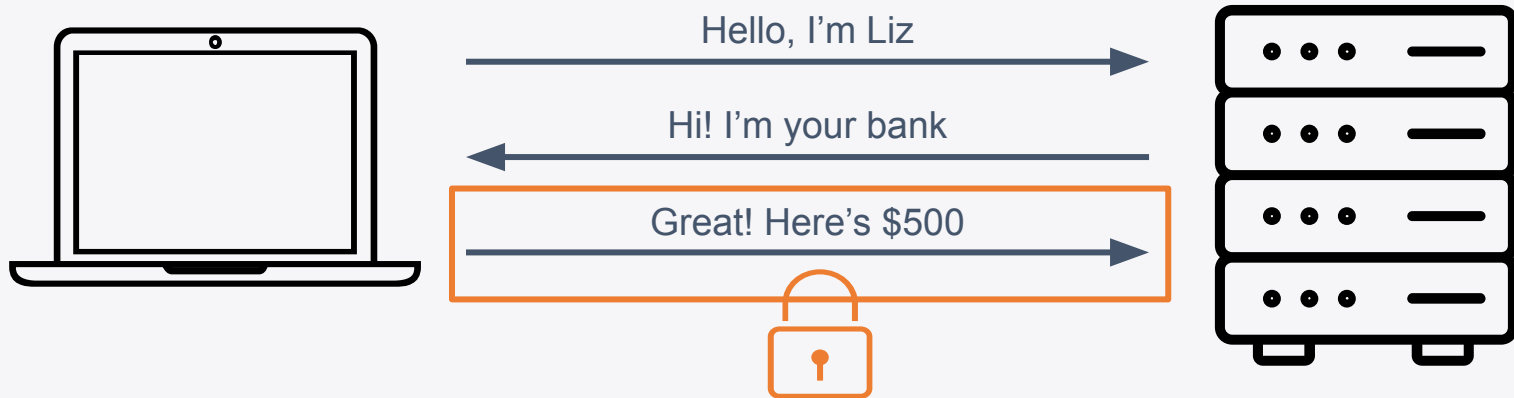 Hello, I’m Liz
Hi! I’m your bank
Great! Here’s $500